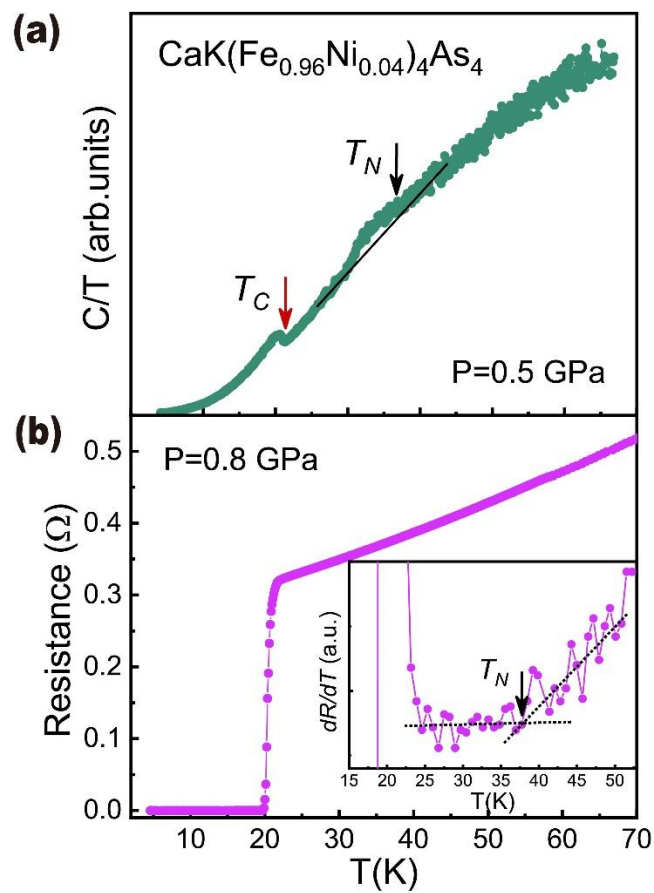 (a)
CaK(Fe0.96Ni0.04)4As4
TN
TC
C/T (arb.units)
P=0.5 GPa
(b)
P=0.8 GPa
0.5
0.4
0.3
0.2
0.1
0.0
Resistance (Ω)
TN
dR/dT (a.u.)
15 20 25 30 35 40 45 50
T(K)
10 20 30 40 50 60 70
T(K)